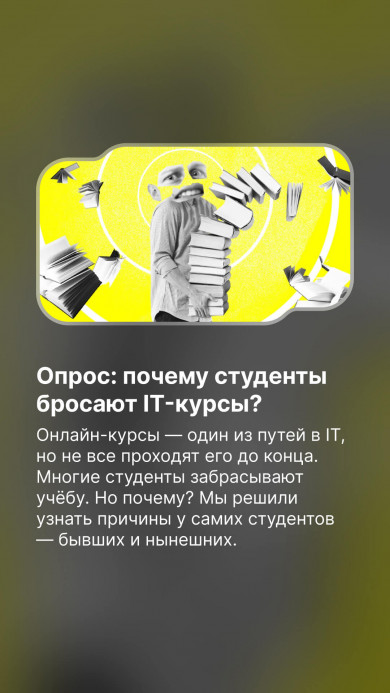 Опрос: почему студенты
бросают IT-курсы?
Онлайн-курсы — один из путей в IT,
но не все проходят его до конца.
Многие студенты забрасывают
учёбу. Но почему? Мы решили
узнать причины у самих студентов
— бывших и нынешних.